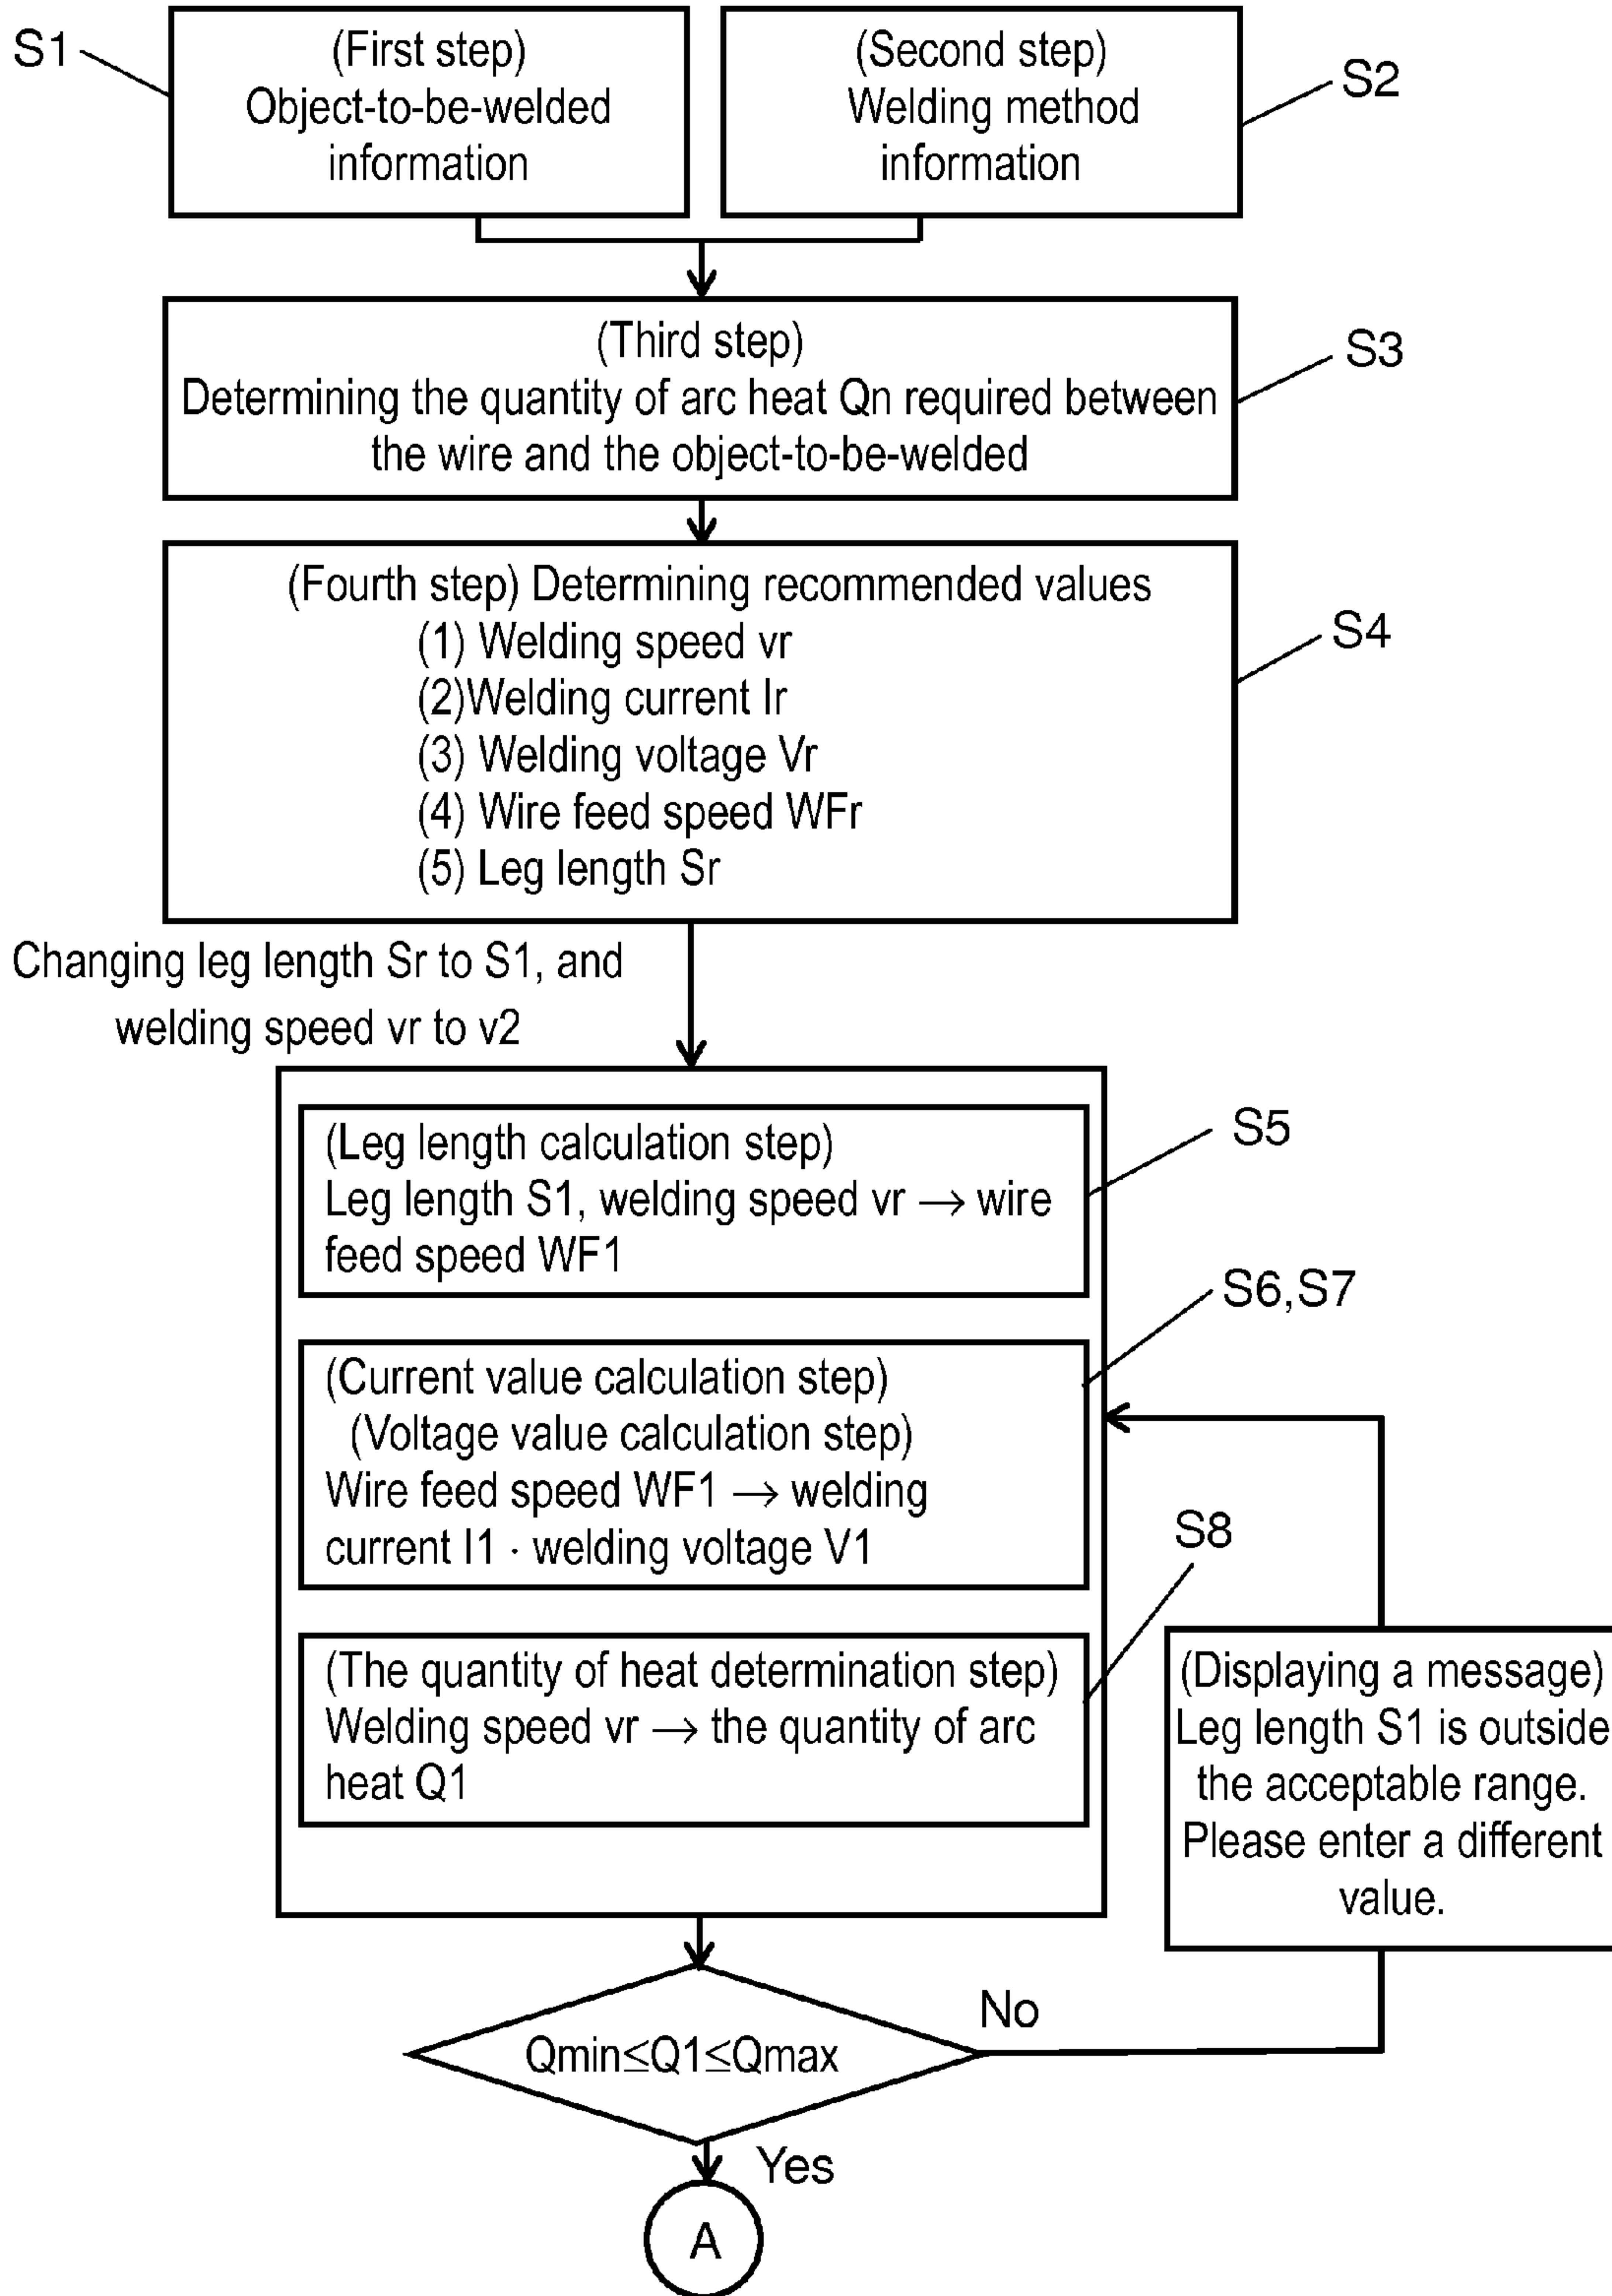 S1
(First step)
Object-to-be-welded
information
(Second step)
Welding method
information
S2
(Third step)
Determining the quantity of arc heat Qn required between
the wire and the object-to-be-welded
S3
(Fourth step) Determining recommended values
(1) Welding speed vr
(2)Welding current Ir
(3) Welding voltage Vr
(4) Wire feed speed WFr
(5) Leg length Sr
S4
Changing leg length Sr to S1, and
welding speed vr to v2
(Leg length calculation step)
Leg length S1, welding speed vr → wire
feed speed WF1
S5
(Current value calculation step)
(Voltage value calculation step)
Wire feed speed WF1 → welding
current I1 · welding voltage V1
S6,S7
(The quantity of heat determination step)
Welding speed vr → the quantity of arc
heat Q1
S8
(Displaying a message)
Leg length S1 is outside
the acceptable range.
Please enter a different
value.
Qmin≤Q1≤Qmax
No
Yes
A